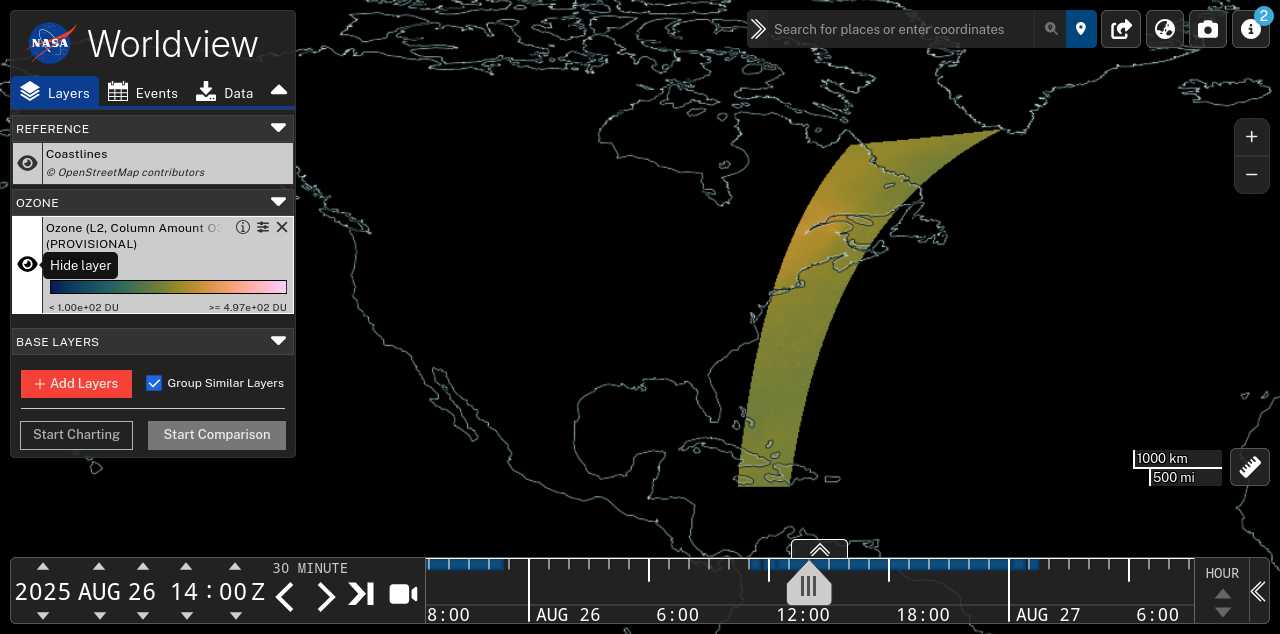 NASA
Worldview
Layers
Events
Data
REFERENCE
Coastlines
© OpenStreetMap contributors
OZONE
Ozone (L2, Column Amount
(PROVISIONAL)
Hide layer
< 1.00e+02 DU
>= 4.97e+02 DU
BASE LAYERS
+ Add Layers
Group Similar Layers
Start Charting
Start Comparison
Search for places or enter coordinates
2
+
−
1000 km
500 mi
2025 AUG 26 14 : 00 Z
30 MINUTE
8:00
AUG 26
6:00
12:00
18:00
AUG 27
6:00
HOUR